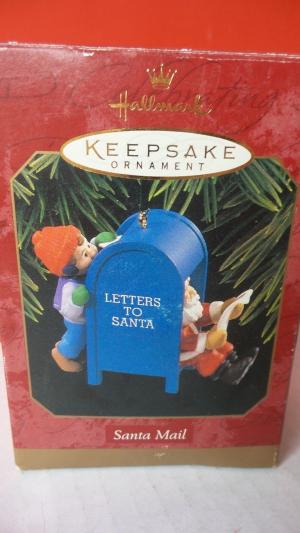 Hallmark
KEEPSAKE
ORNAMENT
LETTERS
TO
SANTA
Santa Mail